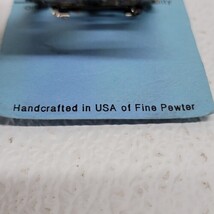 Handcrafted in USA of Fine Pewter